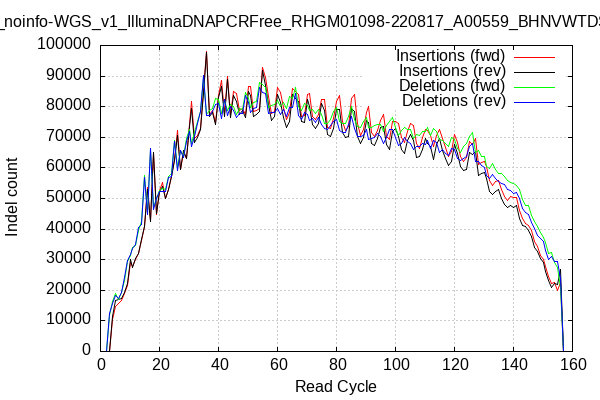 _noinfo-WGS_v1_IlluminaDNAPCRFree_RHGM01098-220817_A00559_BHNVWTDS
Insertions (fwd)
Insertions (rev)
Deletions (fwd)
Deletions (rev)
100000
90000
80000
70000
60000
50000
40000
30000
20000
10000
0
Indel count
0 20 40 60 80 100 120 140 160
Read Cycle